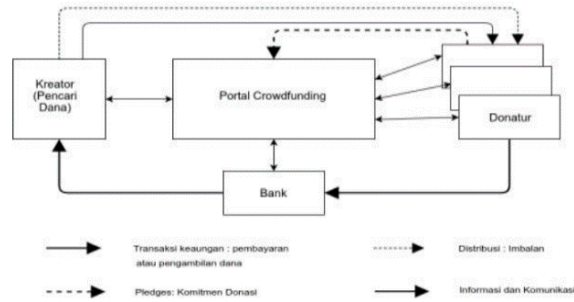 Kreator
(Pencari
Dana)
Portal Crowdfunding
Donatur
Bank
Transaksi keaungan : pembayaran
atau pengambilan dana
Distribusi : Imbalan
Pledges: Komitmen Donasi
Informasi dan Komunikasi